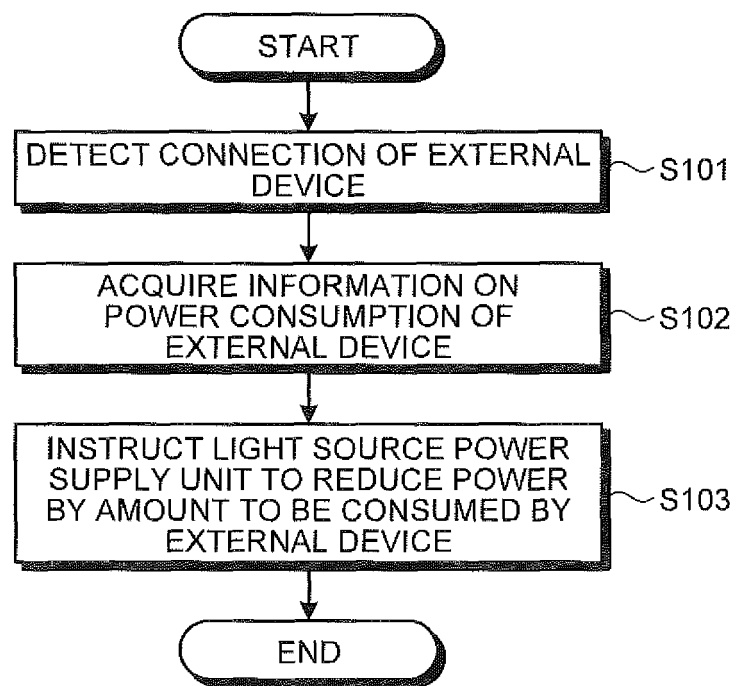 START
DETECT CONNECTION OF EXTERNAL
DEVICE
S101
ACQUIRE INFORMATION ON
POWER CONSUMPTION OF
EXTERNAL DEVICE
S102
INSTRUCT LIGHT SOURCE POWER
SUPPLY UNIT TO REDUCE POWER
BY AMOUNT TO BE CONSUMED BY
EXTERNAL DEVICE
S103
END